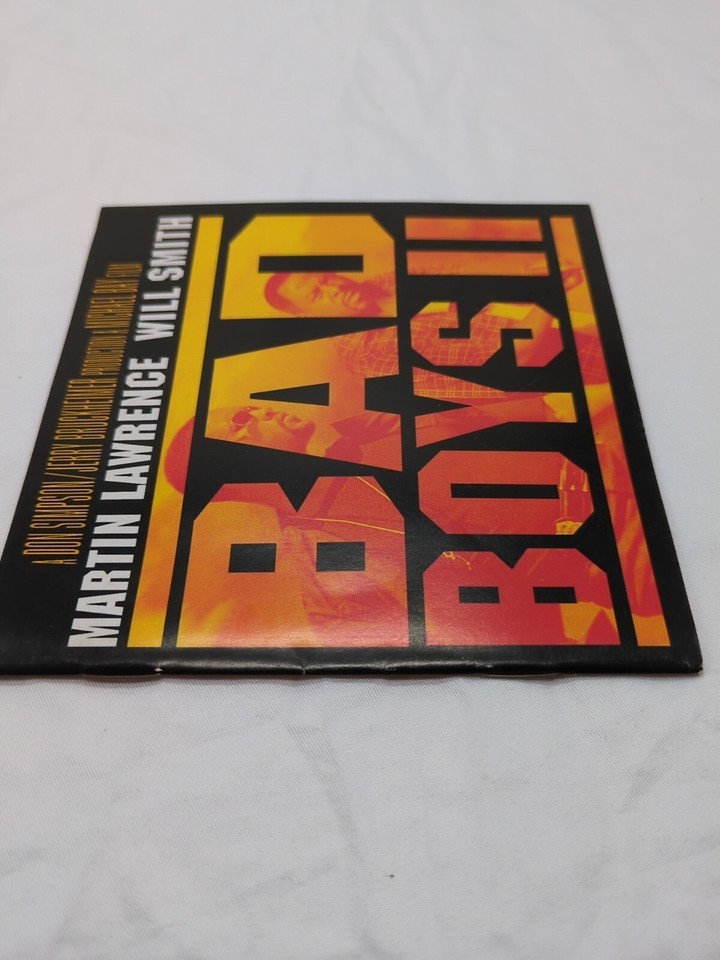 A DON SIMPSON/JERRY BRUCKHEIMER PRODUCTION A MICHAEL BAY FILM
MARTIN LAWRENCE WILL SMITH
BAD
BOYS II